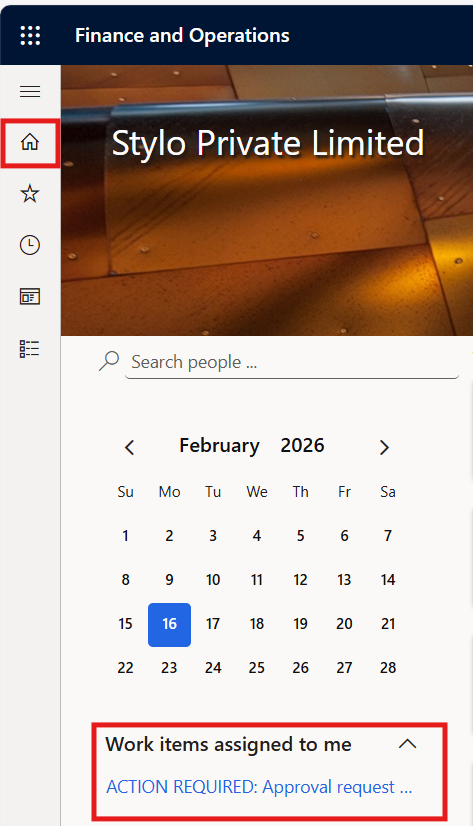 Finance and Operations
Stylo Private Limited
Search people ...
February 2026
Su Mo Tu We Th Fr Sa
1 2 3 4 5 6 7
8 9 10 11 12 13 14
15 16 17 18 19 20 21
22 23 24 25 26 27 28
Work items assigned to me
ACTION REQUIRED: Approval request ...